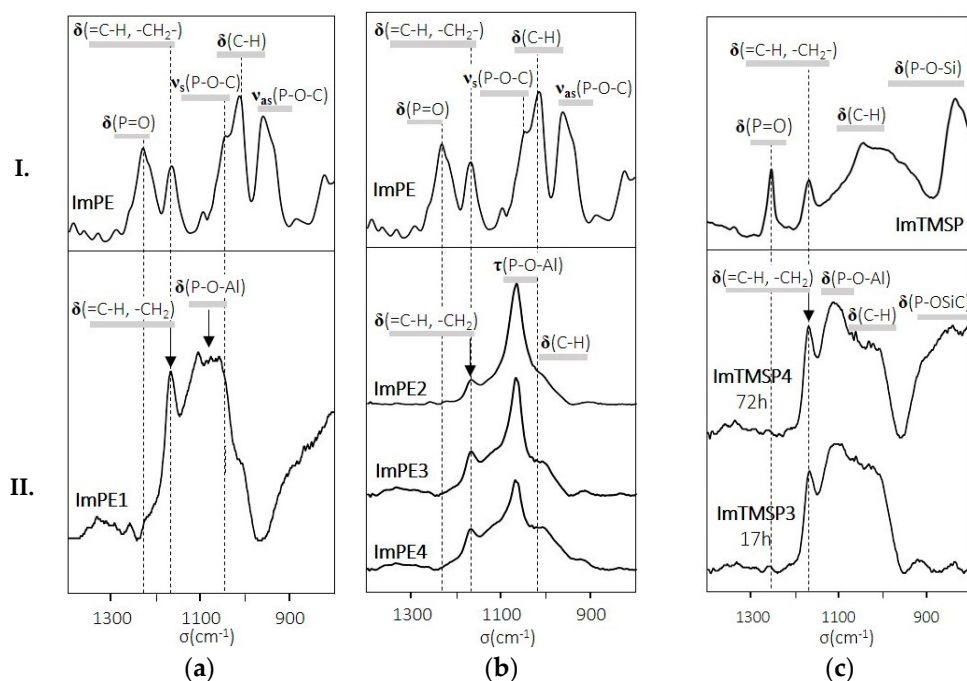 I.
δ(=C-H, -CH2-)
δ(C-H)
νs(P-O-C)
νas(P-O-C)
δ(P=O)
ImPE
II.
δ(P-O-Al)
δ(=C-H, -CH2)
ImPE1
1300
1100
900
σ(cm-1)
(a)
δ(=C-H, -CH2-)
δ(C-H)
νs(P-O-C)
νas(P-O-C)
δ(P=O)
ImPE
τ(P-O-Al)
δ(=C-H, -CH2)
δ(C-H)
ImPE2
ImPE3
ImPE4
1300
1100
900
σ(cm-1)
(b)
δ(=C-H, -CH2-)
δ(P-O-Si)
δ(C-H)
δ(P=O)
ImTMSP
δ(=C-H, -CH2)
δ(P-O-Al)
δ(P-OSiC)
δ(C-H)
ImTMSP4
72h
ImTMSP3
17h
1300
1100
900
σ(cm-1)
(c)